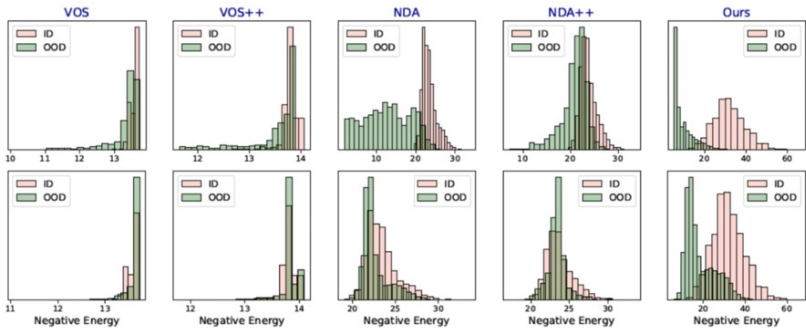 VOS VOS++ NDA NDA++ Ours
ID ID ID ID ID
OOD OOD OOD OOD OOD
10 11 12 13 12 13 14 10 20 30 10 20 30 20 40 60
ID ID ID ID ID
OOD OOD OOD OOD OOD
11 12 13 12 13 14 20 25 30 20 25 30 20 40 60
Negative Energy Negative Energy Negative Energy Negative Energy Negative Energy